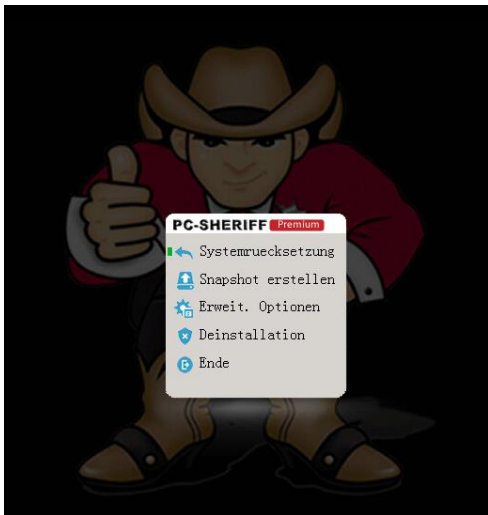 PC-SHERIFF Premium
Systemruecksetzung
Snapshot erstellen
Erweit. Optionen
Deinstallation
Ende